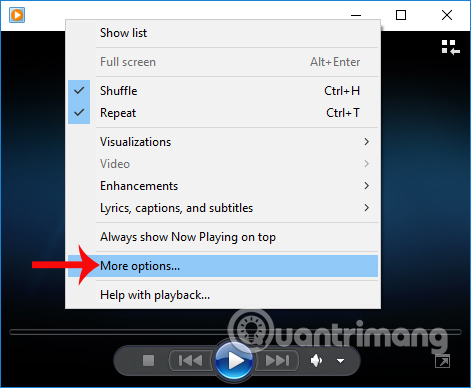 Show list
Full screen Alt+Enter
Shuffle Ctrl+H
Repeat Ctrl+T
Visualizations
Video
Enhancements
Lyrics, captions, and subtitles
Always show Now Playing on top
More options...
Help with playback...
Quantrimang